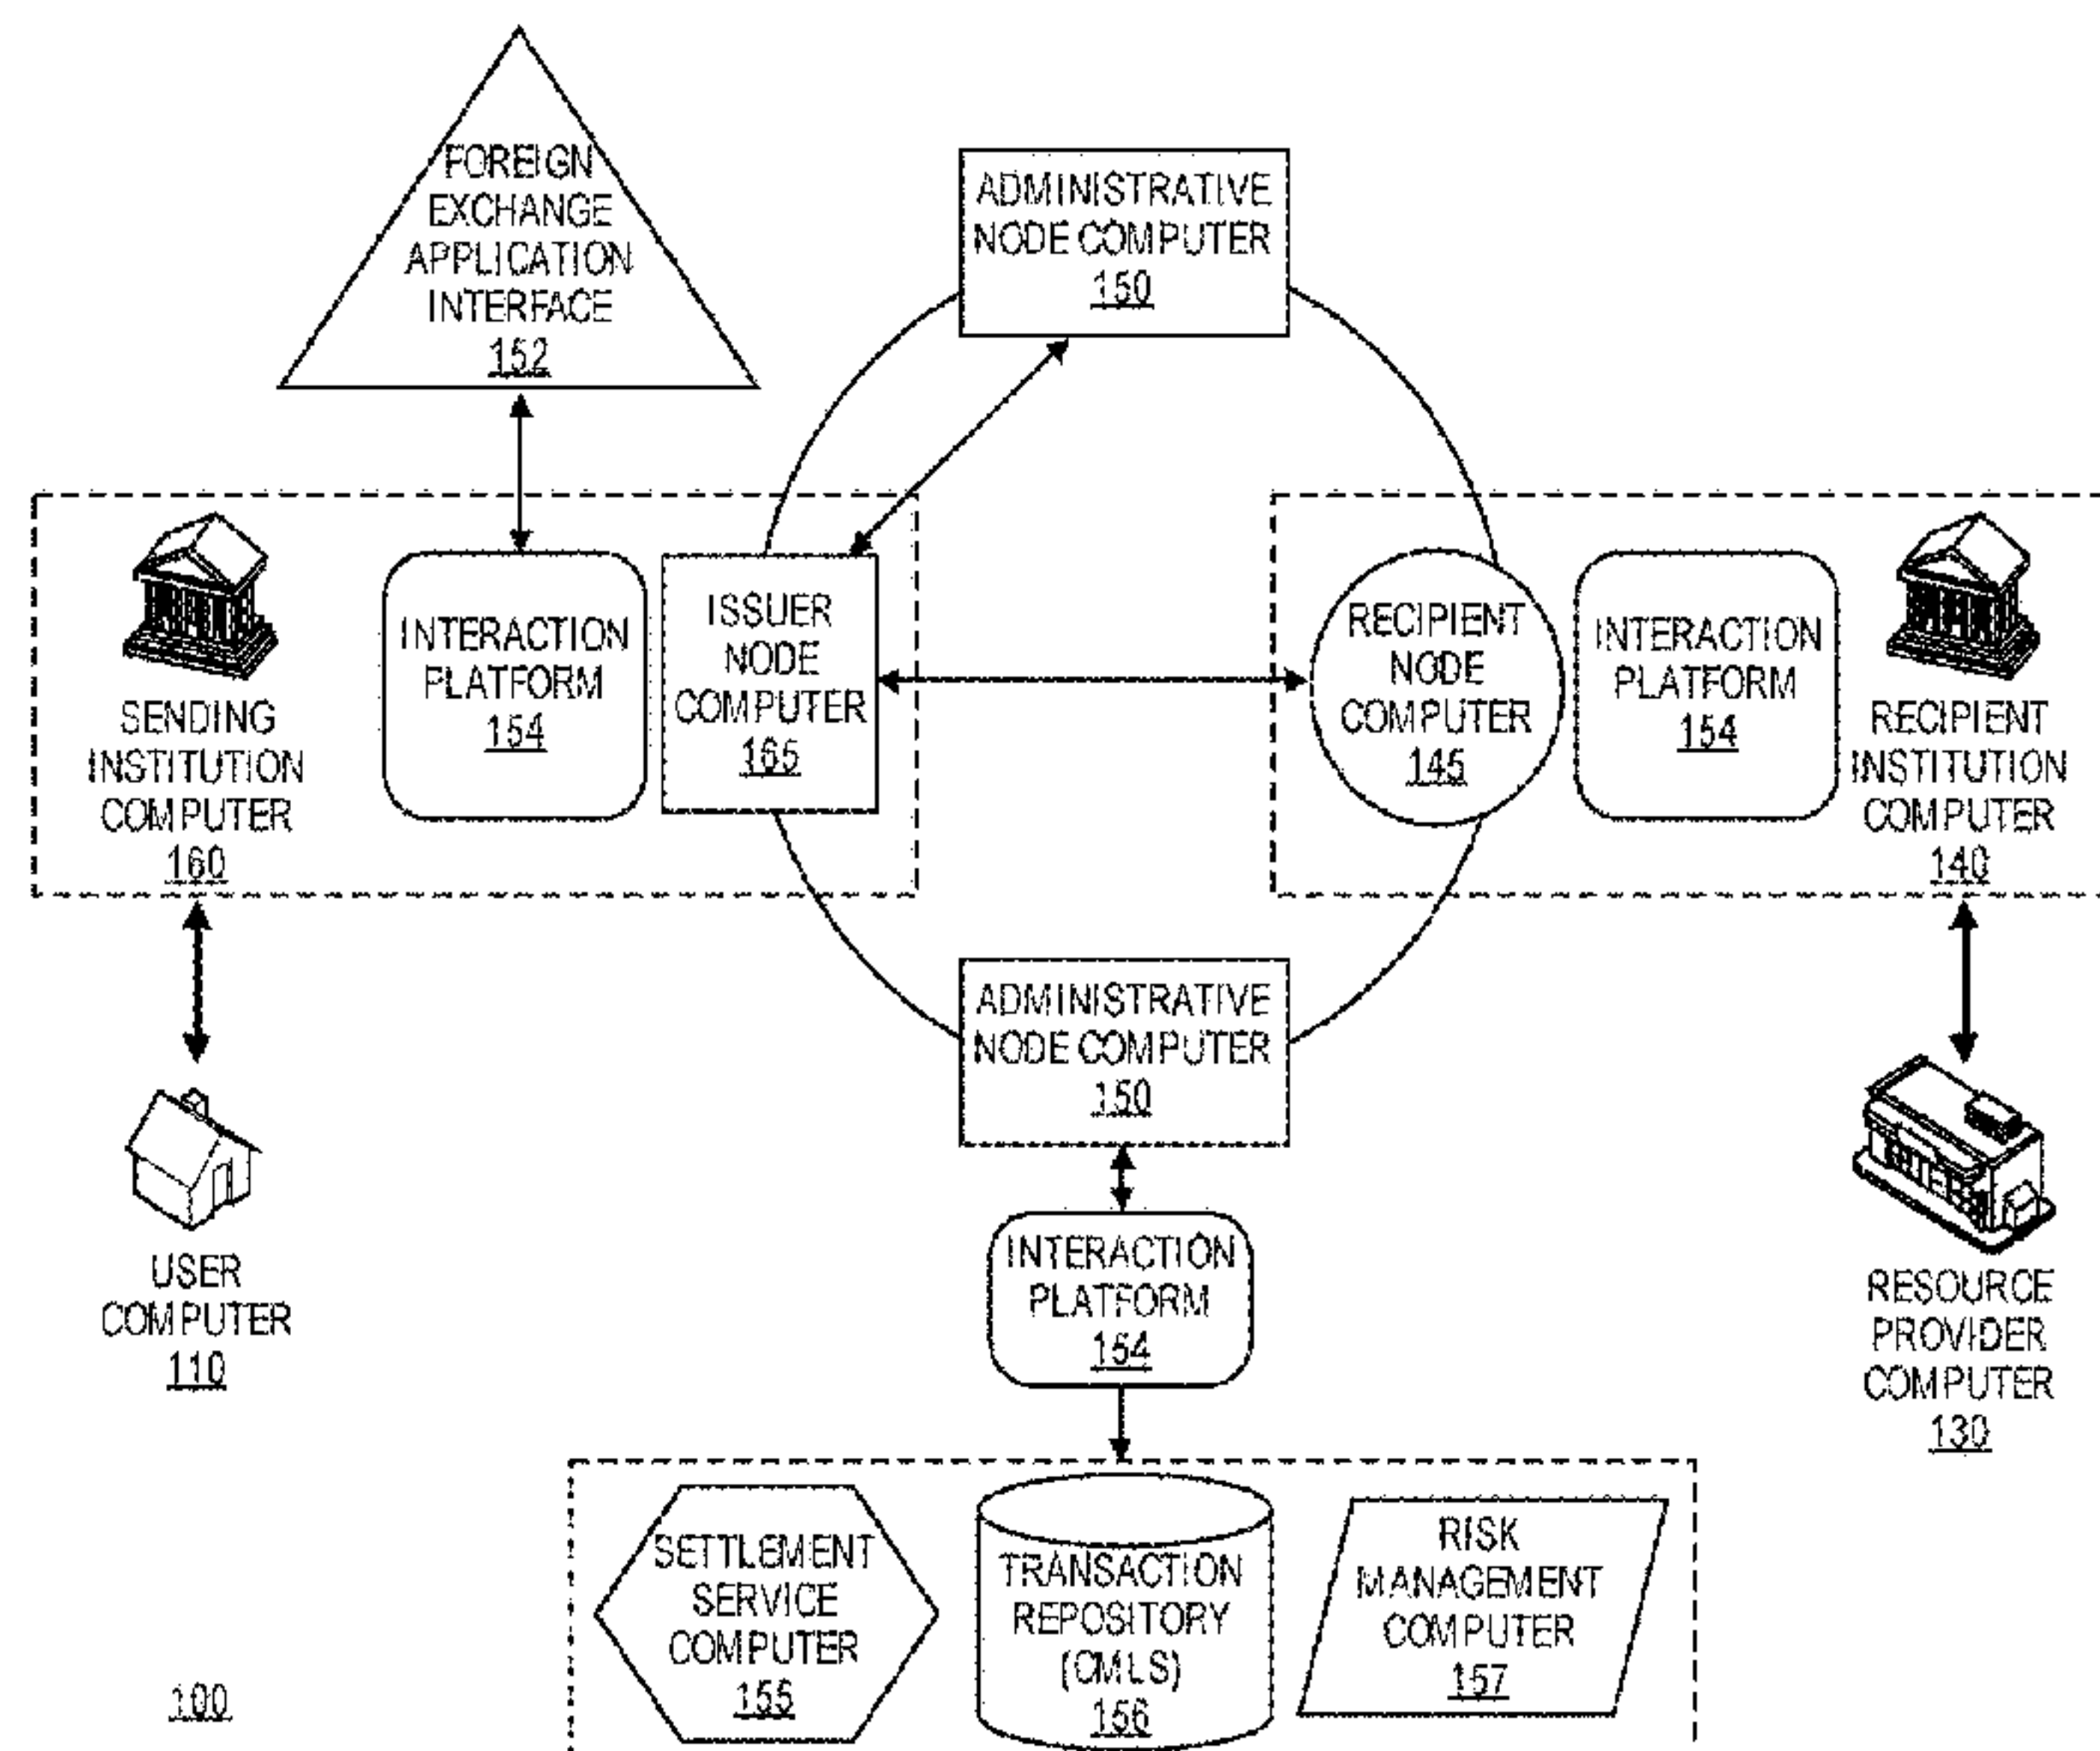 FOREIGN
EXCHANGE
APPLICATION
INTERFACE
152
ADMINISTRATIVE
NODE COMPUTER
150
SENDING
INSTITUTION
COMPUTER
160
INTERACTION
PLATFORM
154
ISSUER
NODE
COMPUTER
165
RECIPIENT
NODE
COMPUTER
145
INTERACTION
PLATFORM
154
RECIPIENT
INSTITUTION
COMPUTER
140
ADMINISTRATIVE
NODE COMPUTER
150
USER
COMPUTER
110
INTERACTION
PLATFORM
154
RESOURCE
PROVIDER
COMPUTER
130
SETTLEMENT
SERVICE
COMPUTER
155
TRANSACTION
REPOSITORY
(CMLS)
156
RISK
MANAGEMENT
COMPUTER
157
100